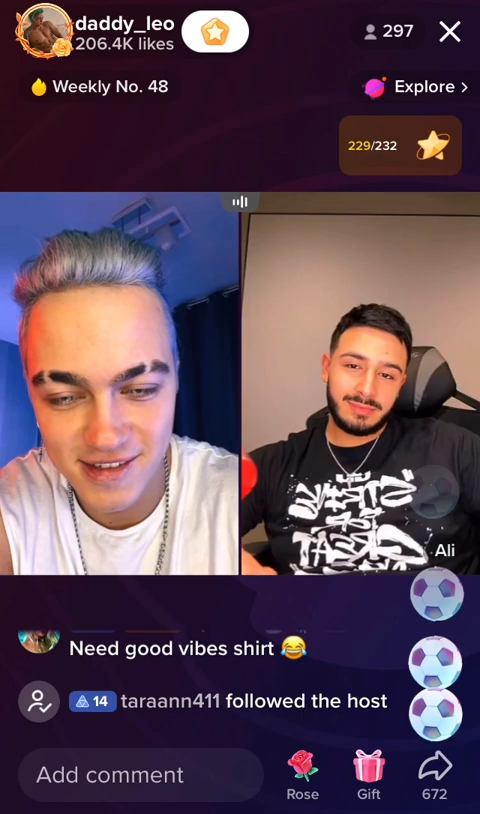 daddy_leo
206.4K likes
297
Weekly No. 48
Explore >
229/232
Ali
Need good vibes shirt 😂
14 taraann411 followed the host
Add comment
Rose
Gift
672